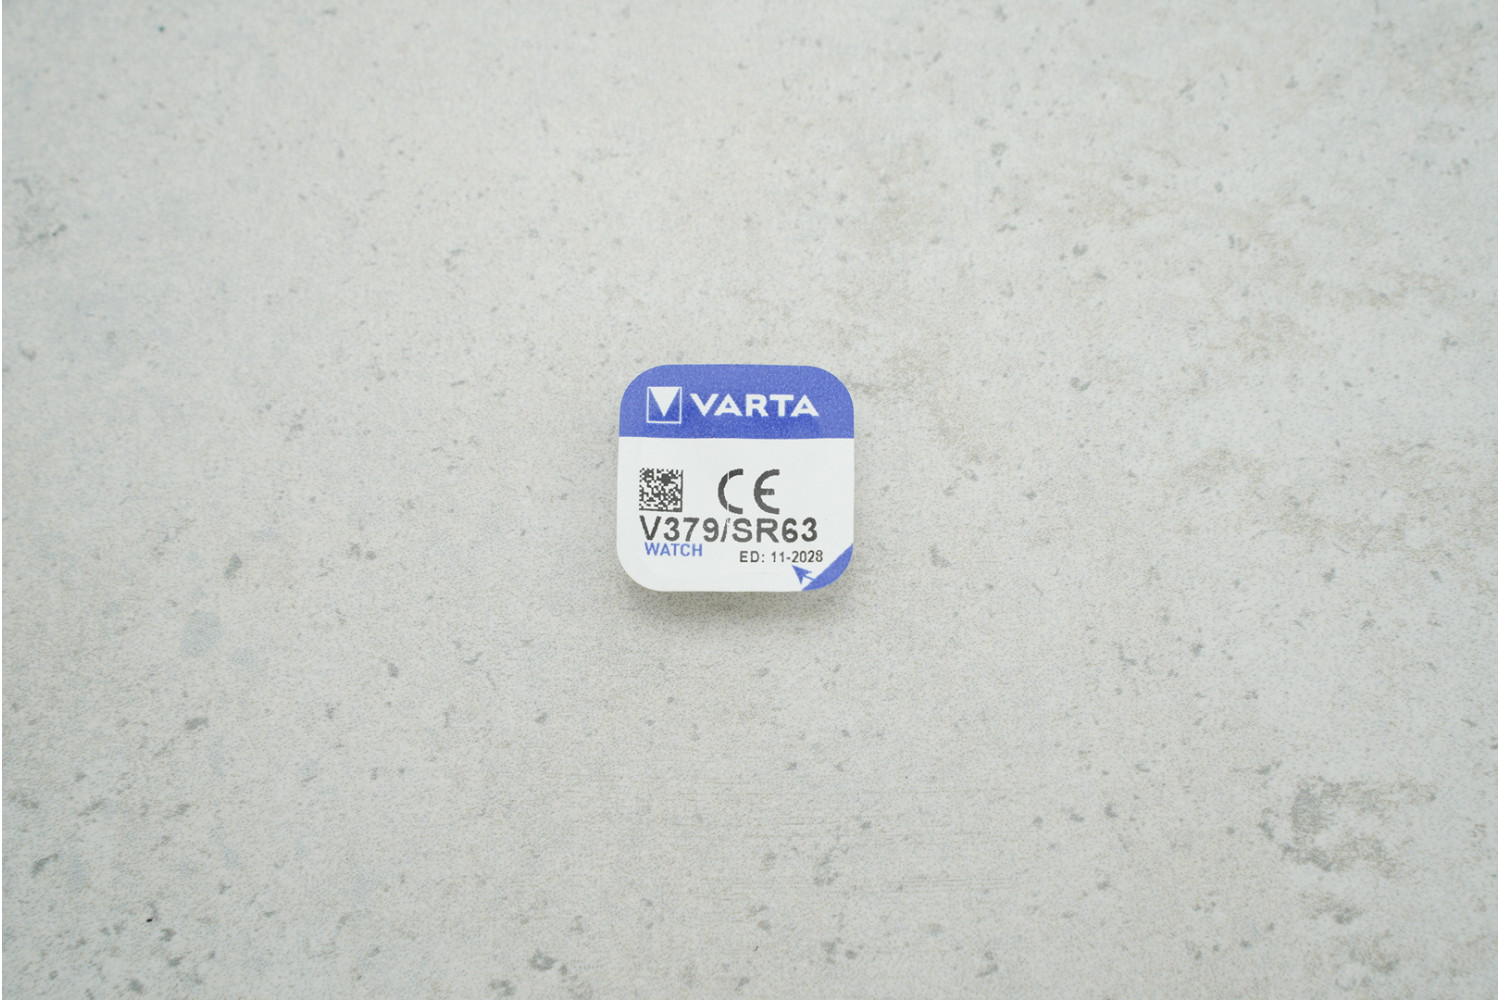 VARTA
CE
V379/SR63
WATCH
ED: 11-2028